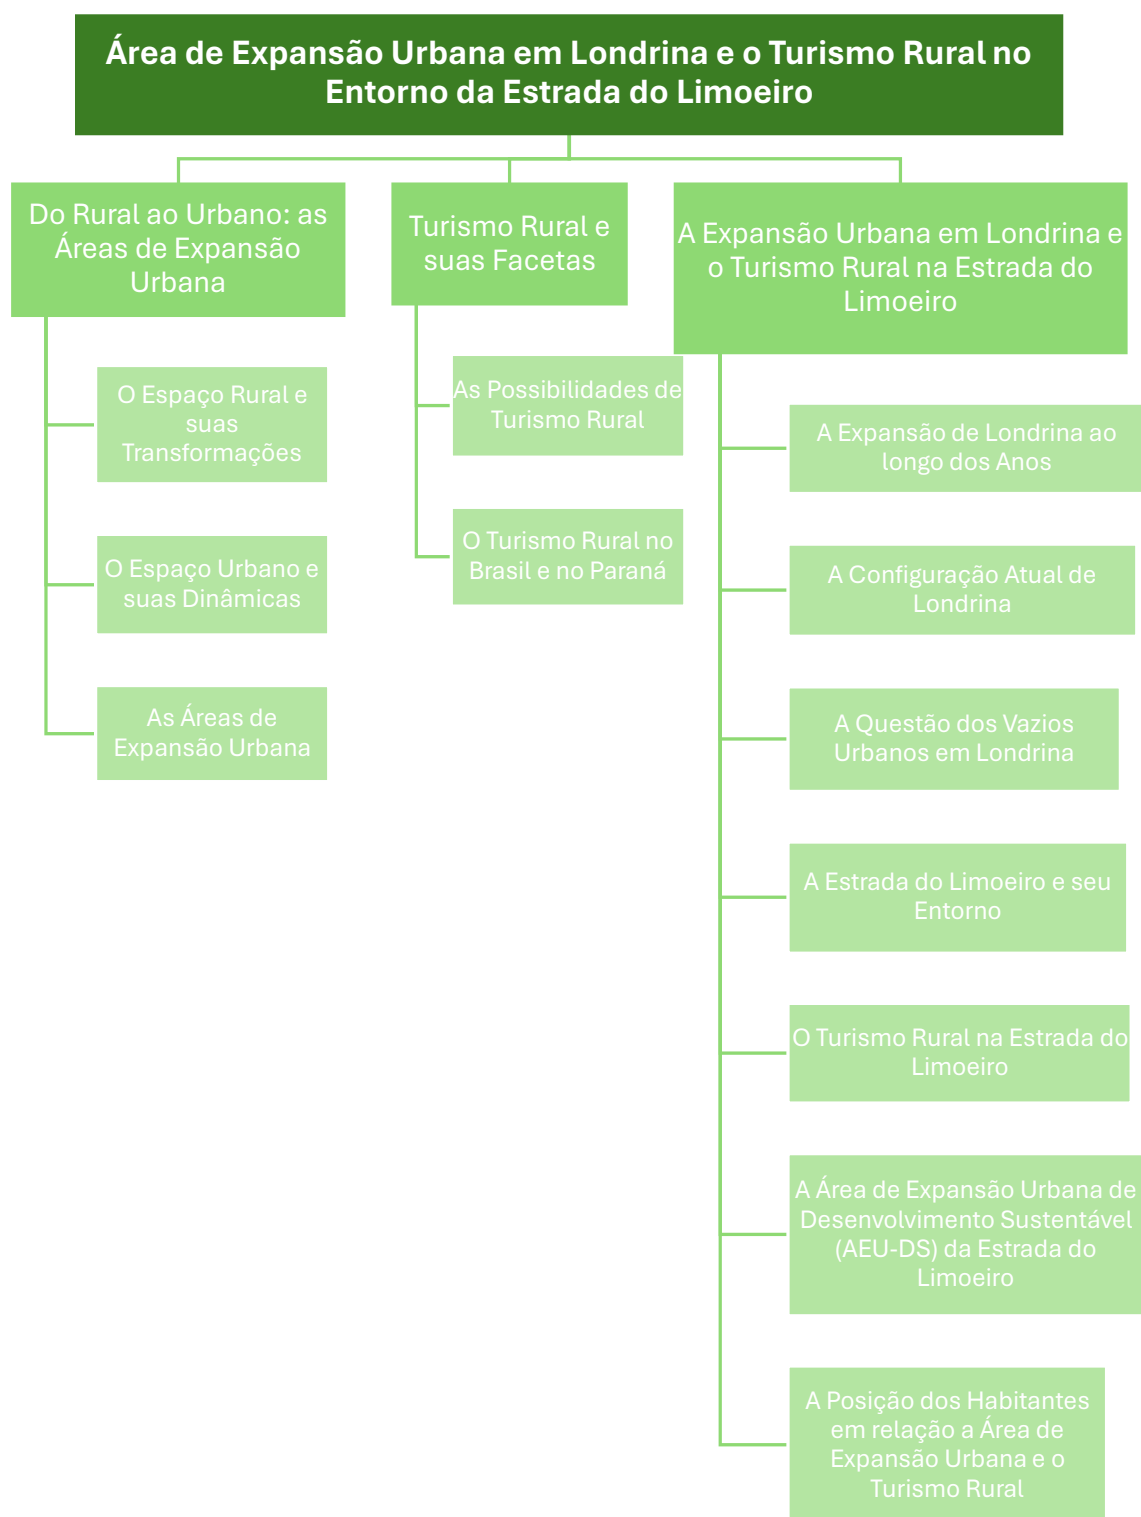 Área de Expansão Urbana em Londrina e o Turismo Rural no
Entorno da Estrada do Limoeiro
Do Rural ao Urbano: as
Áreas de Expansão
Urbana
O Espaço Rural e
suas
Transformações
O Espaço Urbano e
suas Dinâmicas
As Áreas de
Expansão Urbana
Turismo Rural e
suas Facetas
As Possibilidades de
Turismo Rural
O Turismo Rural no
Brasil e no Paraná
A Expansão Urbana em Londrina e
o Turismo Rural na Estrada do
Limoeiro
A Expansão de Londrina ao
longo dos Anos
A Configuração Atual de
Londrina
A Questão dos Vazios
Urbanos em Londrina
A Estrada do Limoeiro e seu
Entorno
O Turismo Rural na Estrada do
Limoeiro
A Área de Expansão Urbana de
Desenvolvimento Sustentável
(AEU-DS) da Estrada do
Limoeiro
A Posição dos Habitantes
em relação a Área de
Expansão Urbana e o
Turismo Rural